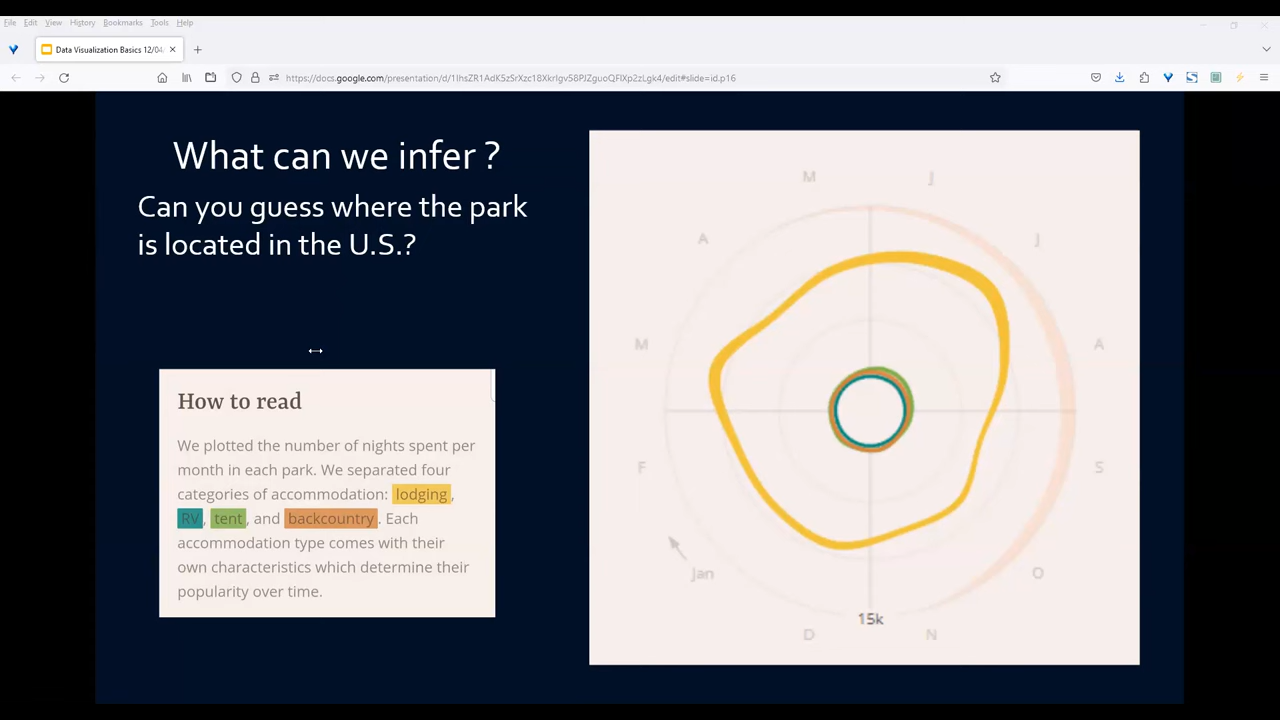 File Edit View History Bookmarks Tools Help
Data Visualization Basics 12/04
https://docs.google.com/presentation/d/1IhsZR1AdK5zSrXzc18XkrIgv58PJZguoQFIXp2zLgk4/edit#slide=id.p16
What can we infer ?
Can you guess where the park
is located in the U.S.?
How to read
We plotted the number of nights spent per
month in each park. We separated four
categories of accommodation: lodging,
RV, tent, and backcountry. Each
accommodation type comes with their
own characteristics which determine their
popularity over time.
M J
A J
M A
F S
Jan O
15k
D N